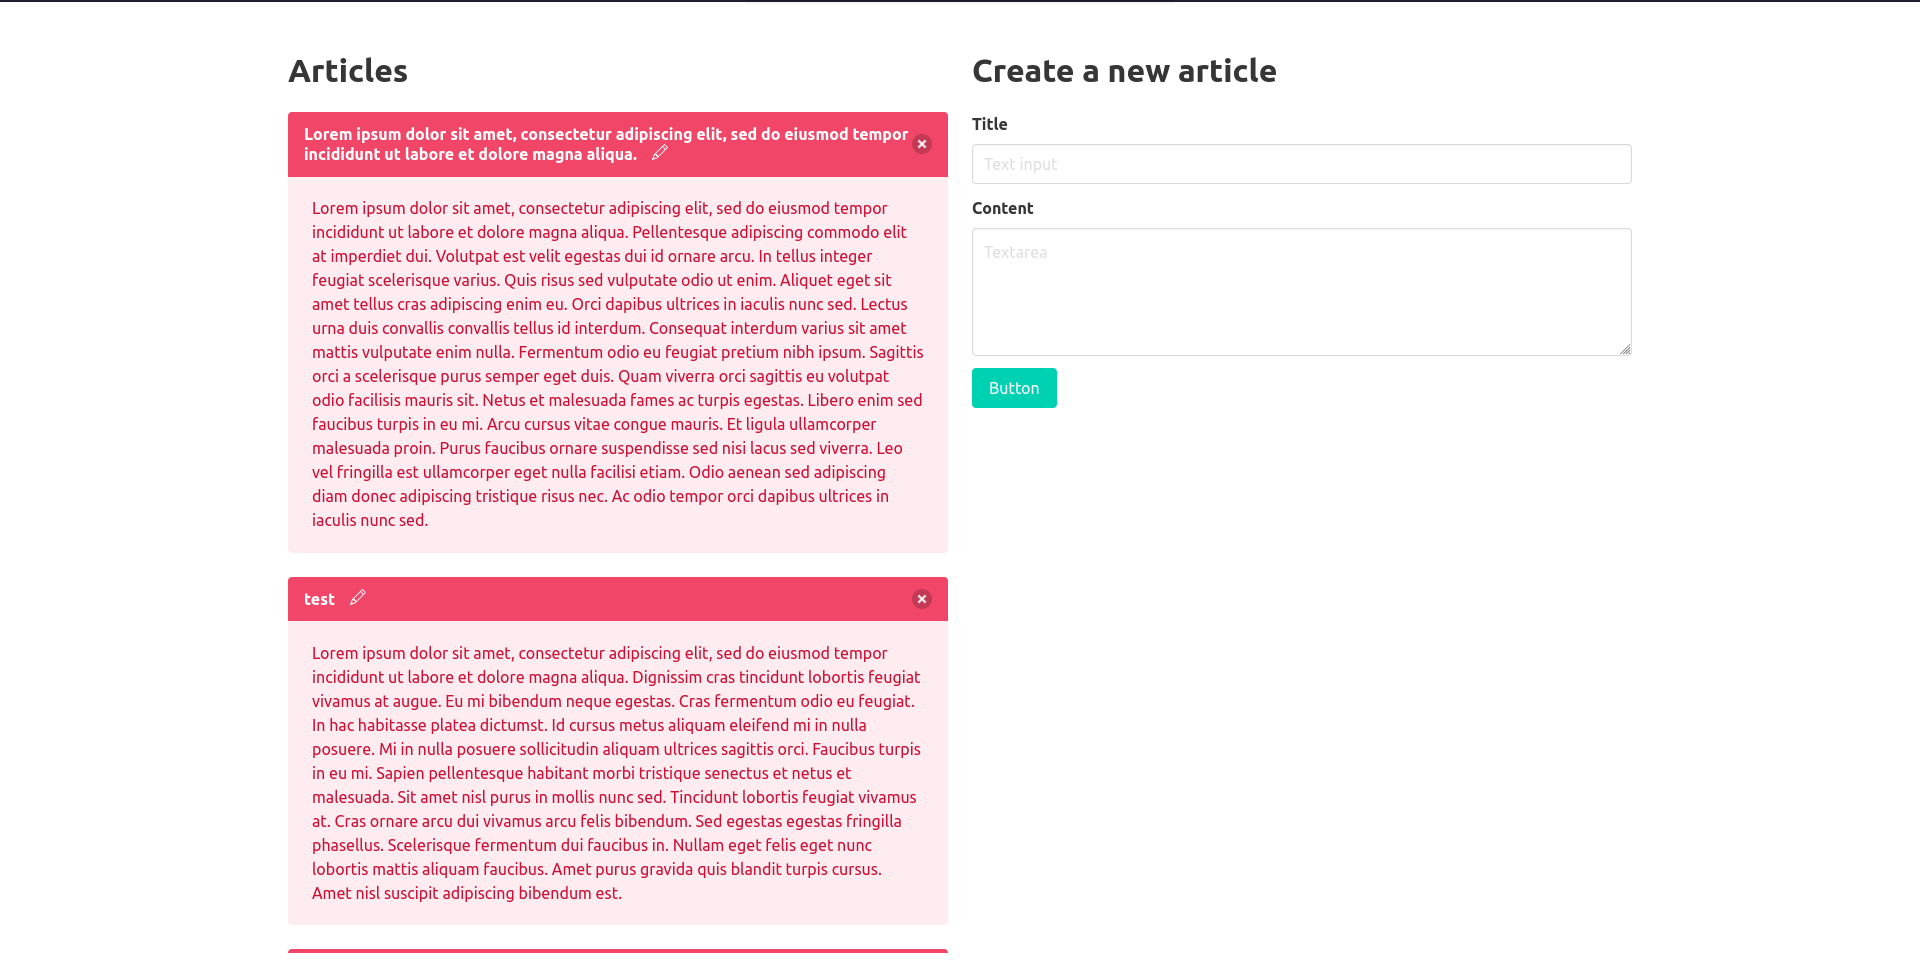 Articles
Lorem ipsum dolor sit amet, consectetur adipiscing elit, sed do eiusmod tempor
incididunt ut labore et dolore magna aliqua.
Lorem ipsum dolor sit amet, consectetur adipiscing elit, sed do eiusmod tempor
incididunt ut labore et dolore magna aliqua. Pellentesque adipiscing commodo elit
at imperdiet dui. Volutpat est velit egestas dui id ornare arcu. In tellus integer
feugiat scelerisque varius. Quis risus sed vulputate odio ut enim. Aliquet eget sit
amet tellus cras adipiscing enim eu. Orci dapibus ultrices in iaculis nunc sed. Lectus
urna duis convallis convallis tellus id interdum. Consequat interdum varius sit amet
mattis vulputate enim nulla. Fermentum odio eu feugiat pretium nibh ipsum. Sagittis
orci a scelerisque purus semper eget duis. Quam viverra orci sagittis eu volutpat
odio facilisis mauris sit. Netus et malesuada fames ac turpis egestas. Libero enim sed
faucibus turpis in eu mi. Arcu cursus vitae congue mauris. Et ligula ullamcorper
malesuada proin. Purus faucibus ornare suspendisse sed nisi lacus sed viverra. Leo
vel fringilla est ullamcorper eget nulla facilisi etiam. Odio aenean sed adipiscing
diam donec adipiscing tristique risus nec. Ac odio tempor orci dapibus ultrices in
iaculis nunc sed.
test
Lorem ipsum dolor sit amet, consectetur adipiscing elit, sed do eiusmod tempor
incididunt ut labore et dolore magna aliqua. Dignissim cras tincidunt lobortis feugiat
vivamus at augue. Eu mi bibendum neque egestas. Cras fermentum odio eu feugiat.
In hac habitasse platea dictumst. Id cursus metus aliquam eleifend mi in nulla
posuere. Mi in nulla posuere sollicitudin aliquam ultrices sagittis orci. Faucibus turpis
in eu mi. Sapien pellentesque habitant morbi tristique senectus et netus et
malesuada. Sit amet nisl purus in mollis nunc sed. Tincidunt lobortis feugiat vivamus
at. Cras ornare arcu dui vivamus arcu felis bibendum. Sed egestas egestas fringilla
phasellus. Scelerisque fermentum dui faucibus in. Nullam eget felis eget nunc
lobortis mattis aliquam faucibus. Amet purus gravida quis blandit turpis cursus.
Amet nisl suscipit adipiscing bibendum est.
Create a new article
Title
Text input
Content
Textarea
Button